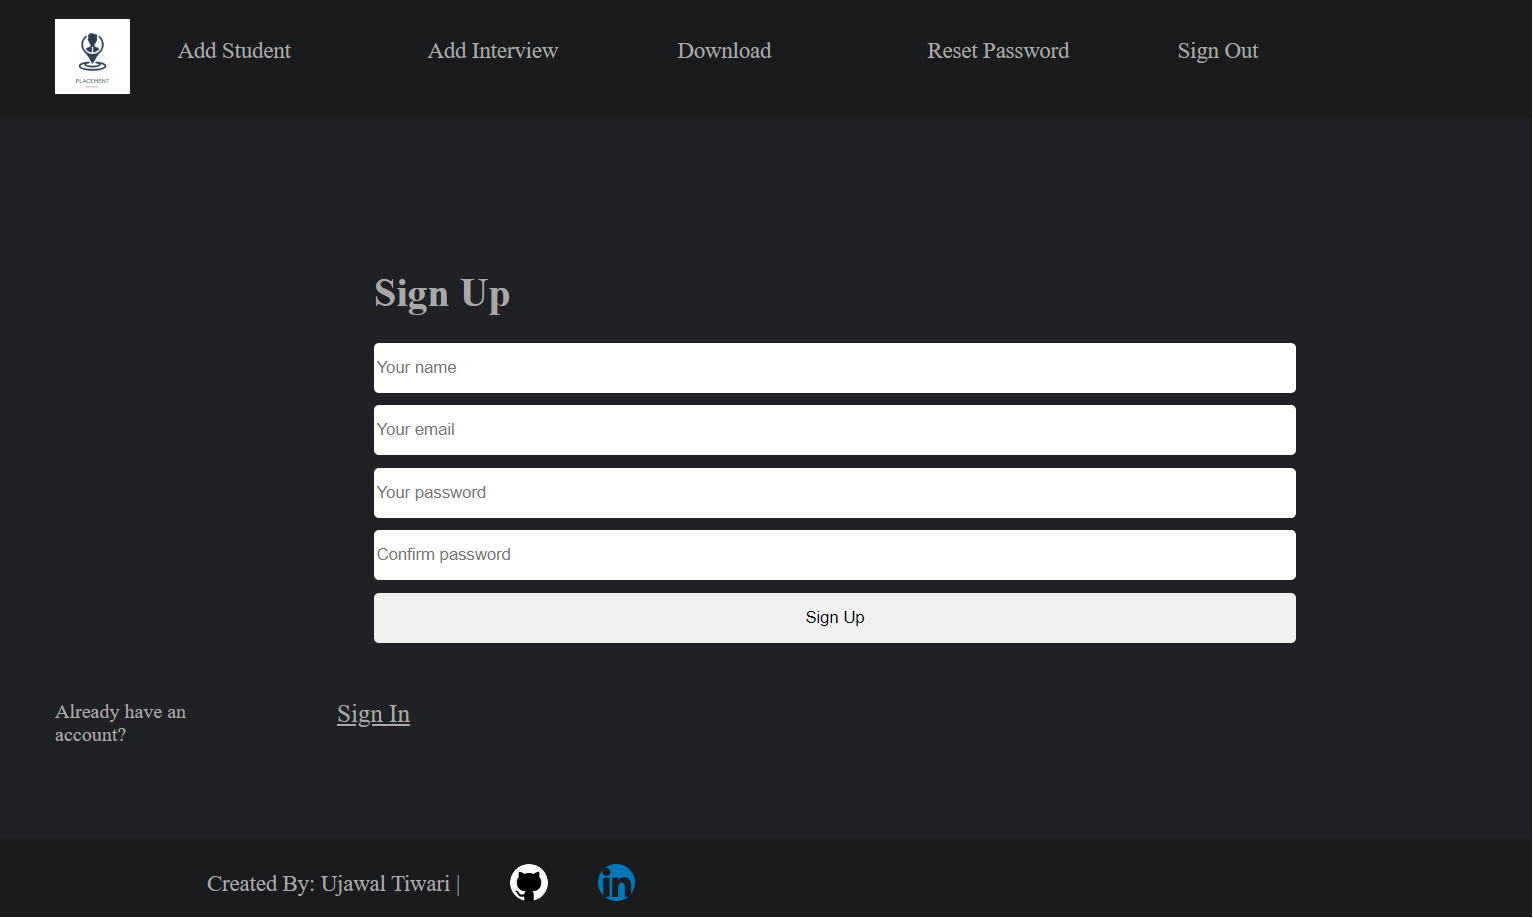 PLACEMENT
Add Student
Add Interview
Download
Reset Password
Sign Out
Sign Up
Your name
Your email
Your password
Confirm password
Sign Up
Already have an
account?
Sign In
Created By: Ujawal Tiwari |
in